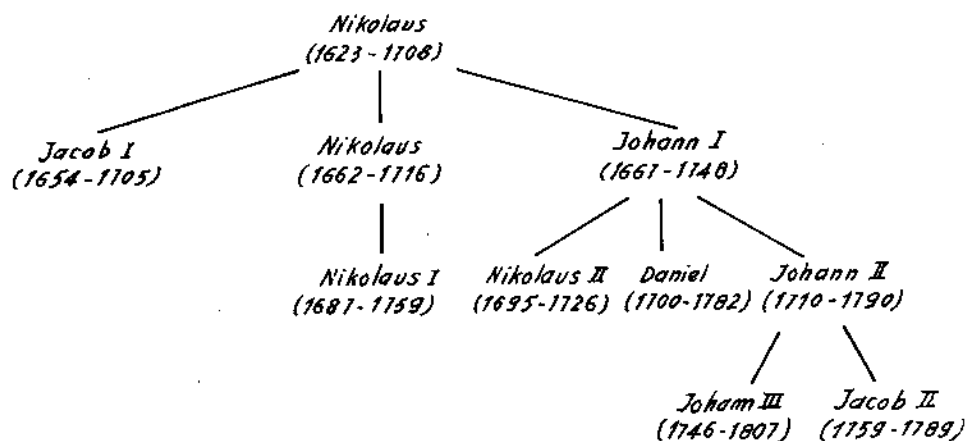 Nikolaus
(1623-1708)
Jacob I
(1654-1705)
Nikolaus
(1662-1716)
Johann I
(1667-1748)
Nikolaus I
(1687-1759)
Nikolaus II
(1695-1726)
Daniel
(1700-1782)
Johann II
(1710-1790)
Johann III
(1746-1807)
Jacob II
(1759-1789)